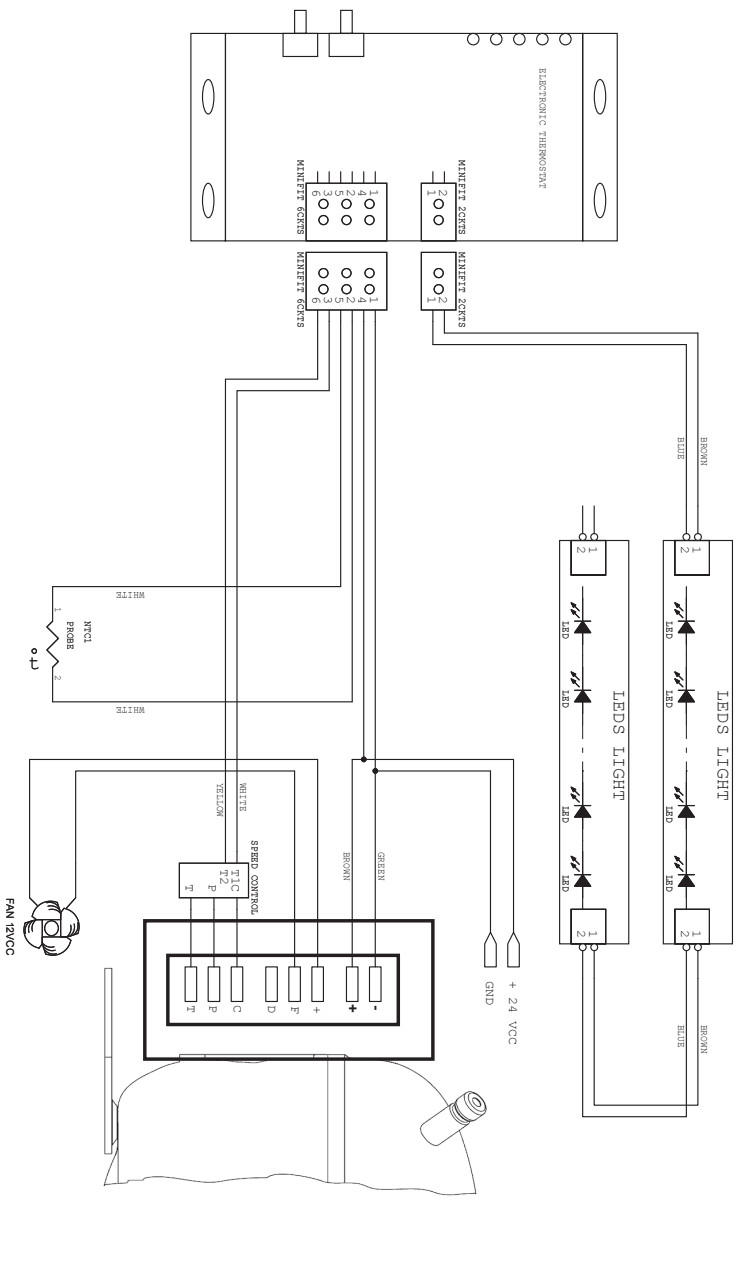 ELECTRONIC THERMOSTAT
MINIFIT 6CKTS
6 3 5 2 4 1
MINIFIT 2CKTS
1 2
MINIFIT 6CKTS
6 3 5 2 4 1
MINIFIT 2CKTS
1 2
BLUE
BROWN
2 1
LED
LED
LED
LED
LEDS LIGHT
2 1
2 1
LED
LED
LED
LED
LEDS LIGHT
2 1
BLUE
BROWN
WHITE
1
NTC1
PROBE
t°
2
WHITE
YELLOW
WHITE
SPEED CONTROL
T1C
T2
P
T
BROWN
GREEN
FAN 12VCC
T P C D F + + -
GND
+ 24 VCC